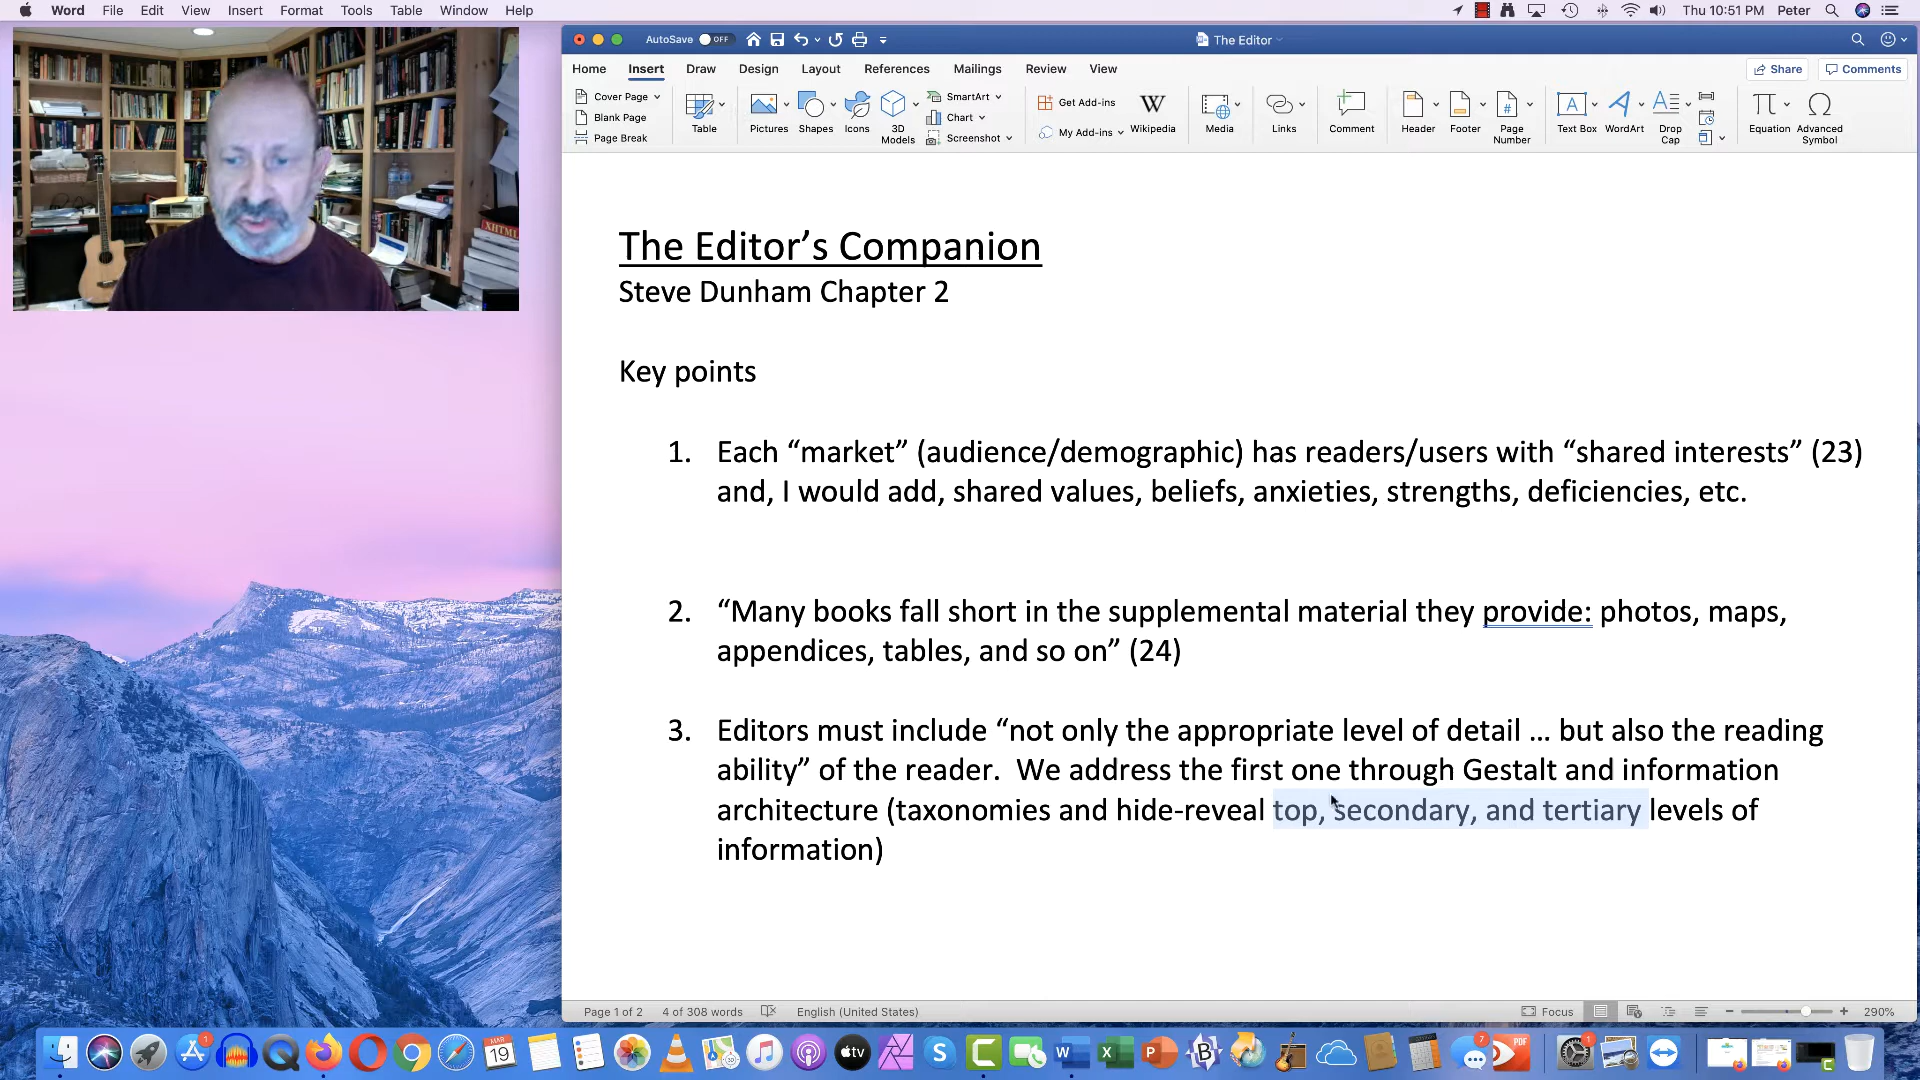 Word File Edit View Insert Format Tools Table Window Help
Thu 10:51 PM Peter
AutoSave OFF
The Editor
Home Insert Draw Design Layout References Mailings Review View
Share Comments
Cover Page
Blank Page
Page Break
Table
Pictures
Shapes
Icons
3D Models
SmartArt
Chart
Screenshot
Get Add-ins
My Add-ins
W
Wikipedia
Media
Links
Comment
Header
Footer
Page Number
Text Box
WordArt
Drop Cap
Equation
Advanced Symbol
XHTML
The Editor’s Companion
Steve Dunham Chapter 2
Key points
1. Each “market” (audience/demographic) has readers/users with “shared interests” (23)
and, I would add, shared values, beliefs, anxieties, strengths, deficiencies, etc.
2. “Many books fall short in the supplemental material they provide: photos, maps,
appendices, tables, and so on” (24)
3. Editors must include “not only the appropriate level of detail … but also the reading
ability” of the reader.  We address the first one through Gestalt and information
architecture (taxonomies and hide-reveal top, secondary, and tertiary levels of
information)
Page 1 of 2 4 of 308 words English (United States)
Focus 290%
MAR 19
tv
7
PDF
1